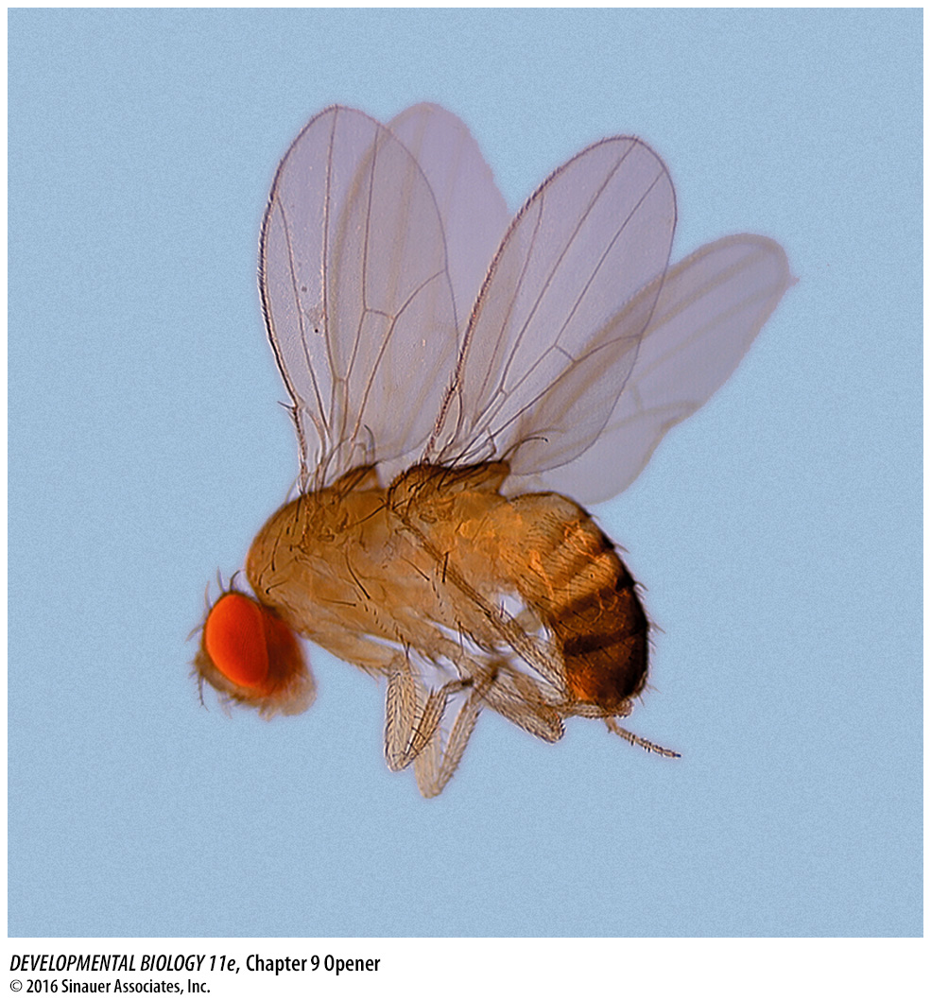 DEVELOPMENTAL BIOLOGY 11e, Chapter 9 Opener
© 2016 Sinauer Associates, Inc.